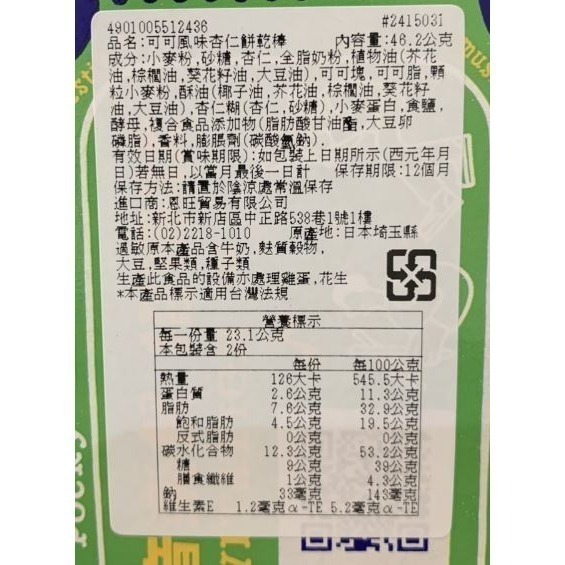 4901005512436 #2415031
品名:可可風味杏仁餅乾棒 內容量:46.2公克
成分:小麥粉,砂糖,杏仁,全脂奶粉,植物油(芥花
油,棕櫚油,葵花籽油,大豆油),可可塊,可可脂,顆
粒小麥粉,酥油(椰子油,芥花油,棕櫚油,葵花籽
油,大豆油),杏仁糊(杏仁,砂糖),小麥蛋白,食鹽,
酵母,複合食品添加物(脂肪酸甘油酯,大豆卵
磷脂),香料,膨脹劑(碳酸氫鈉).
有效日期(賞味期限):如包裝上日期所示(西元年月
日)若無日,以當月最後一日計 保存期限:12個月
保存方法:請置於陰涼處常溫保存
進口商:恩旺貿易有限公司
地址:新北市新店區中正路538巷1號1樓
電話:(02)2218-1010 原產地:日本埼玉縣
過敏原本產品含牛奶,麩質穀物,
大豆,堅果類,種子類
生產此食品的設備亦處理雞蛋,花生
*本產品標示適用台灣法規
營養標示
每一份量 23.1公克
本包裝含 2份
每份 每100公克
熱量 126大卡 545.5大卡
蛋白質 2.6公克 11.3公克
脂肪 7.6公克 32.9公克
飽和脂肪 4.5公克 19.5公克
反式脂肪 0公克 0公克
碳水化合物 12.3公克 53.2公克
糖 9公克 39公克
膳食纖維 1公克 4.3公克
鈉 33毫克 143毫克
維生素E 1.2毫克α-TE 5.2毫克α-TE